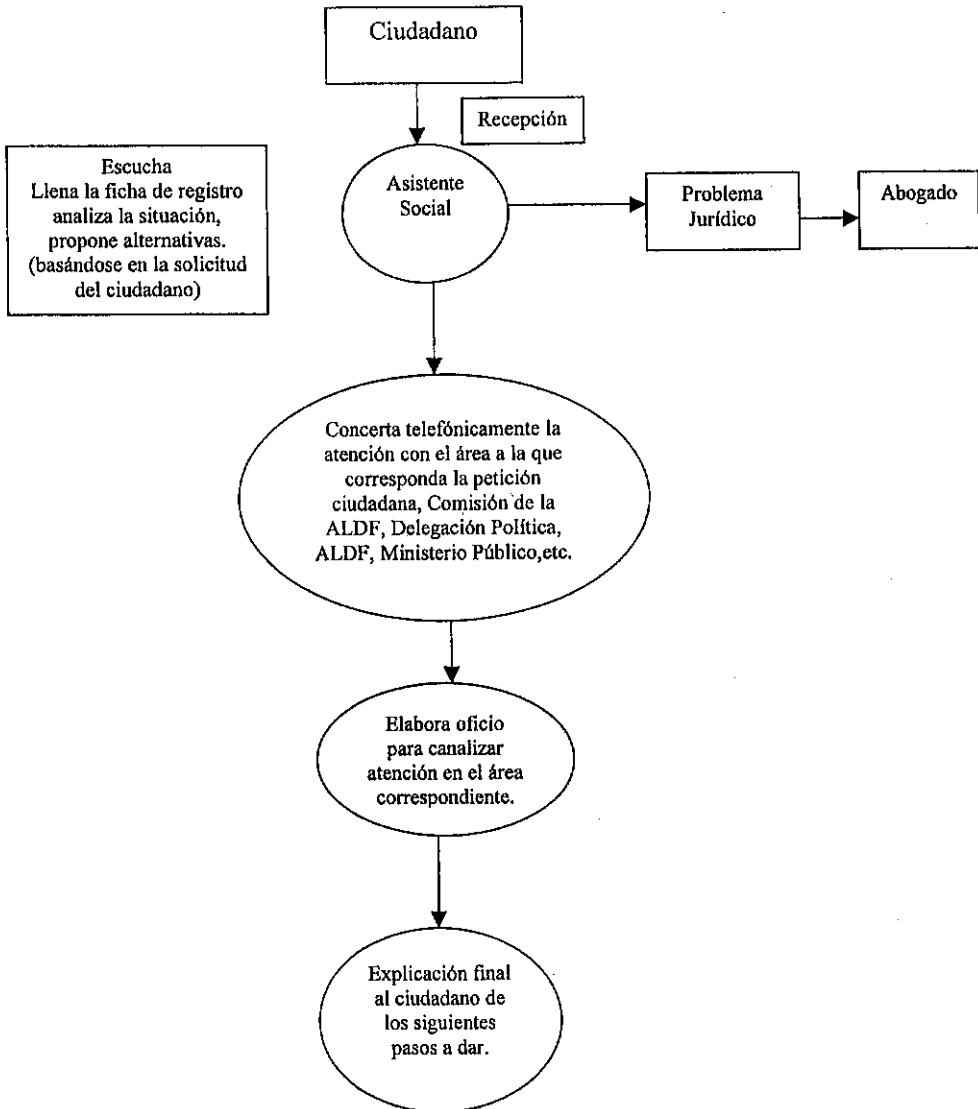 Ciudadano
Recepción
Escucha
Llena la ficha de registro
analiza la situación,
propone alternativas.
(basándose en la solicitud
del ciudadano)
Asistente
Social
Problema
Jurídico
Abogado
Concerta telefónicamente la
atención con el área a la que
corresponda la petición
ciudadana, Comisión de la
ALDF, Delegación Política,
ALDF, Ministerio Público,etc.
Elabora oficio
para canalizar
atención en el área
correspondiente.
Explicación final
al ciudadano de
los siguientes
pasos a dar.